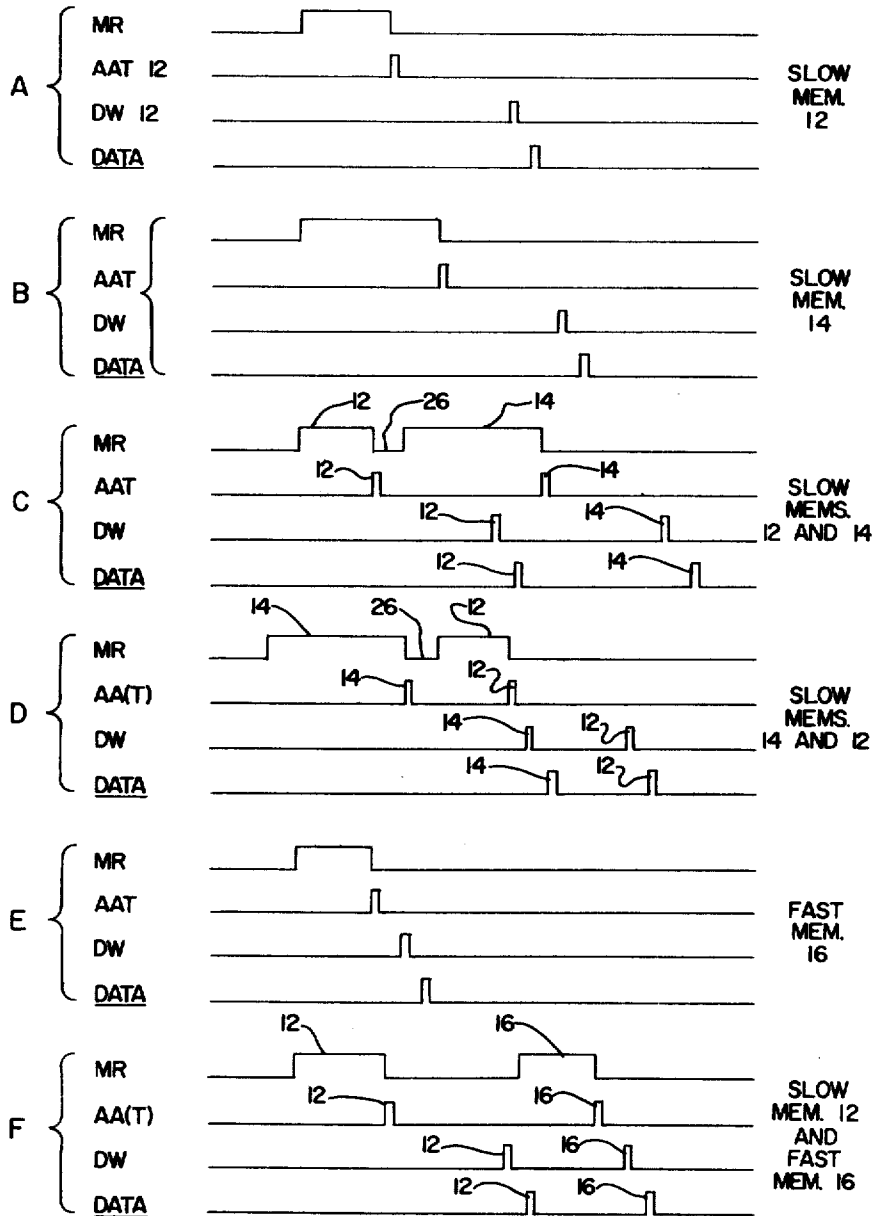 A
MR
AAT 12
DW 12
DATA
SLOW
MEM.
12
B
MR
AAT
DW
DATA
SLOW
MEM.
14
C
MR
12
26
14
AAT
12
14
DW
12
14
DATA
12
14
SLOW
MEMS.
12 AND 14
D
14
26
12
MR
AA(T)
14
12
DW
14
12
DATA
14
12
SLOW
MEMS.
14 AND 12
E
MR
AAT
DW
DATA
FAST
MEM.
16
F
12
16
MR
AA(T)
12
16
DW
12
16
DATA
12
16
SLOW
MEM. 12
AND
FAST
MEM. 16